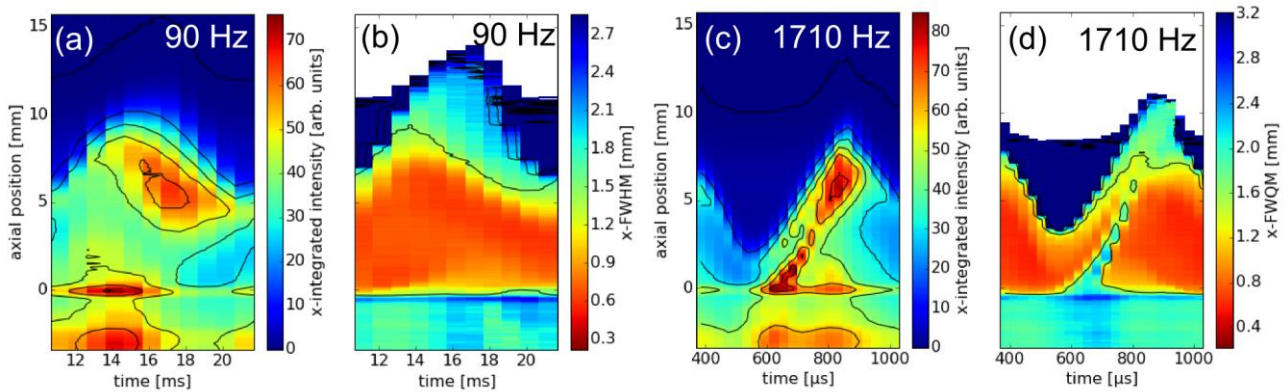 (a) 90 Hz
axial position [mm]
15
10
5
0
12 14 16 18 20
time [ms]
70
60
50
40
30
20
10
0
x-integrated intensity [arb. units]
(b) 90 Hz
12 14 16 18 20
time [ms]
2.7
2.4
2.1
1.8
1.5
1.2
0.9
0.6
0.3
x-FWHM [mm]
(c) 1710 Hz
axial position [mm]
15
10
5
0
400 600 800 1000
time [µs]
80
70
60
50
40
30
20
10
0
x-integrated intensity [arb. units]
(d) 1710 Hz
400 600 800 1000
time [µs]
3.2
2.8
2.4
2.0
1.6
1.2
0.8
0.4
x-FWQM [mm]